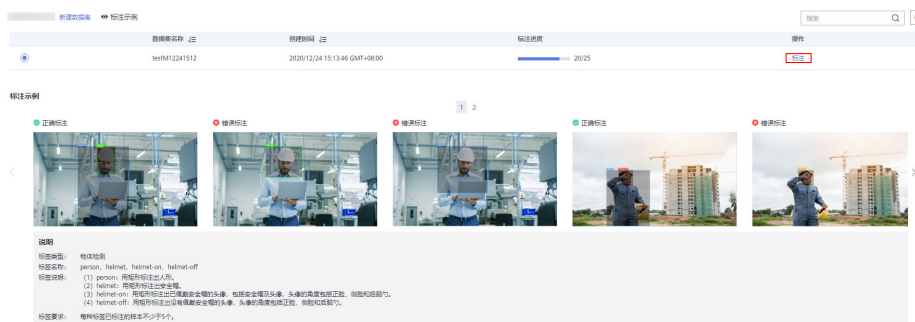 新建数据集 标注示例
搜索
数据集名称 创建时间 标注进度 操作
testM12241512 2020/12/24 15:13:46 GMT+08:00 20/25 标注
标注示例
1 2
正确标注 错误标注 错误标注 正确标注 错误标注
说明
标签类型: 物体检测
标签名称: person、helmet、helmet-on、helmet-off
标签说明: (1) person: 用矩形标注出人形。
(2) helmet: 用矩形标注出安全帽。
(3) helmet-on: 用矩形标注出已佩戴安全帽的头像，包括安全帽及头像，头像的角度包括正脸、侧脸和后脑勺。
(4) helmet-off: 用矩形标注出没有佩戴安全帽的头像，头像的角度包括正脸、侧脸和后脑勺。
标签要求: 每种标签已标注的样本不少于5个。